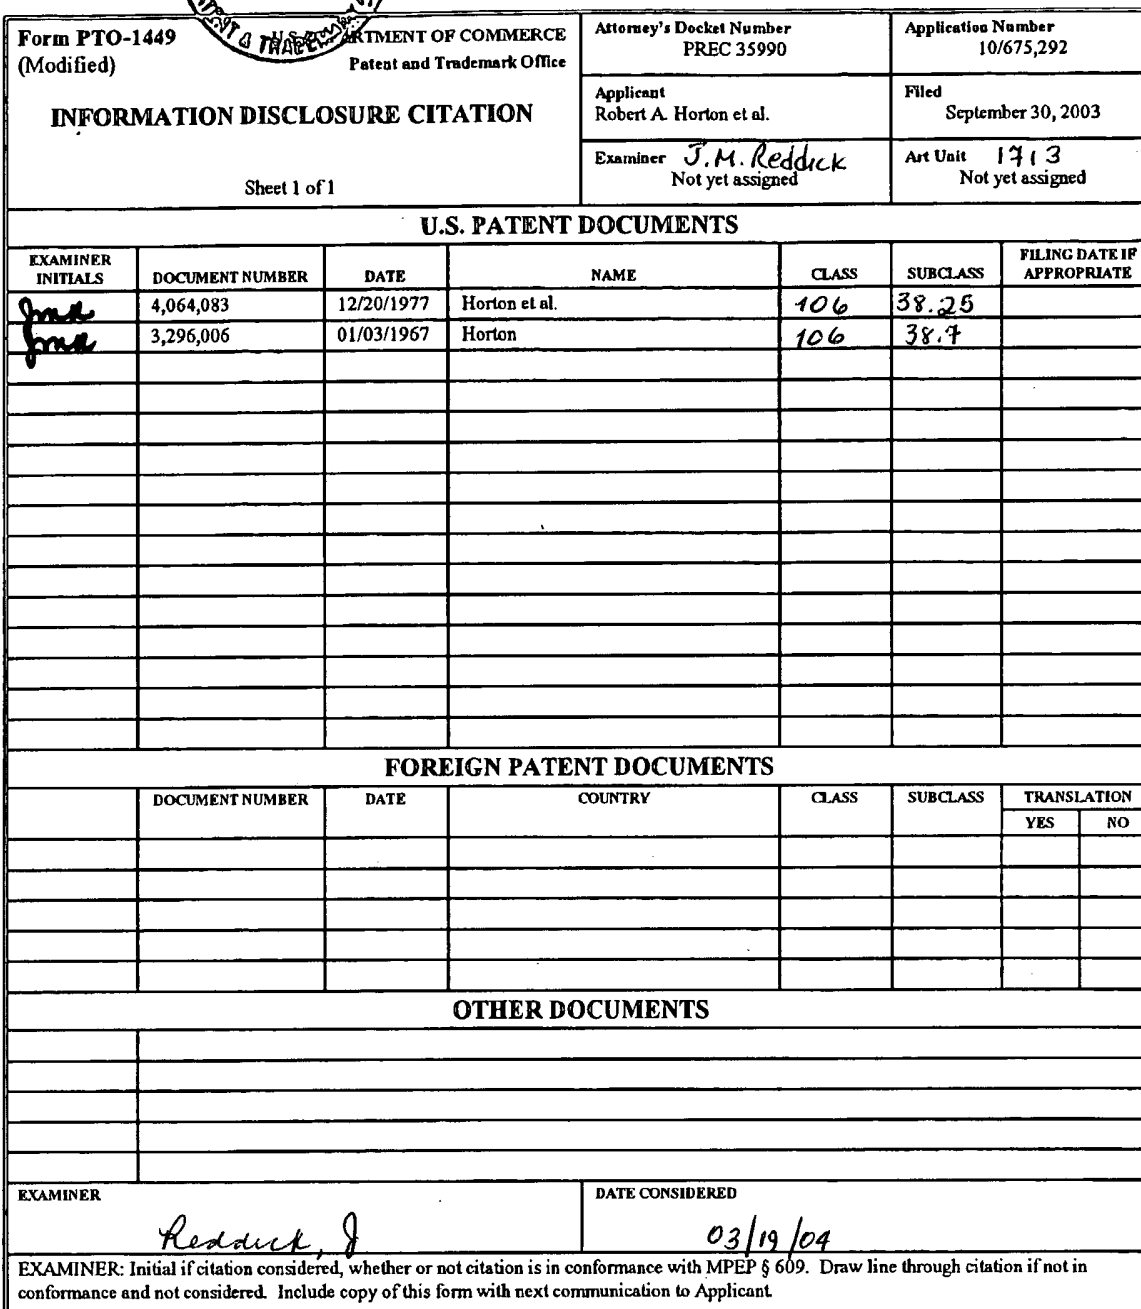 Form PTO-1449
(Modified)
U.S. DEPARTMENT OF COMMERCE
Patent and Trademark Office
INFORMATION DISCLOSURE CITATION
Sheet 1 of 1
Attorney's Docket Number
PREC 35990
Application Number
10/675,292
Applicant
Robert A. Horton et al.
Filed
September 30, 2003
Examiner J.M. Reddick
Not yet assigned
Art Unit 1713
Not yet assigned
U.S. PATENT DOCUMENTS
EXAMINER INITIALS DOCUMENT NUMBER DATE NAME CLASS SUBCLASS FILING DATE IF APPROPRIATE
JMR 4,064,083 12/20/1977 Horton et al. 106 38.25
JMR 3,296,006 01/03/1967 Horton 106 38.7
FOREIGN PATENT DOCUMENTS
DOCUMENT NUMBER DATE COUNTRY CLASS SUBCLASS TRANSLATION
YES NO
OTHER DOCUMENTS
EXAMINER
Reddick, J
DATE CONSIDERED
03/19/04
EXAMINER: Initial if citation considered, whether or not citation is in conformance with MPEP § 609. Draw line through citation if not in
conformance and not considered. Include copy of this form with next communication to Applicant.